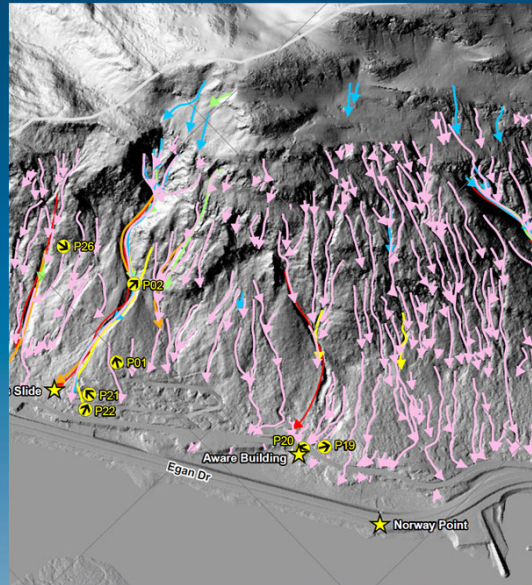 P26
P02
P01
s Slide
P21
P22
P20
P19
Aware Building
Egan Dr
Norway Point